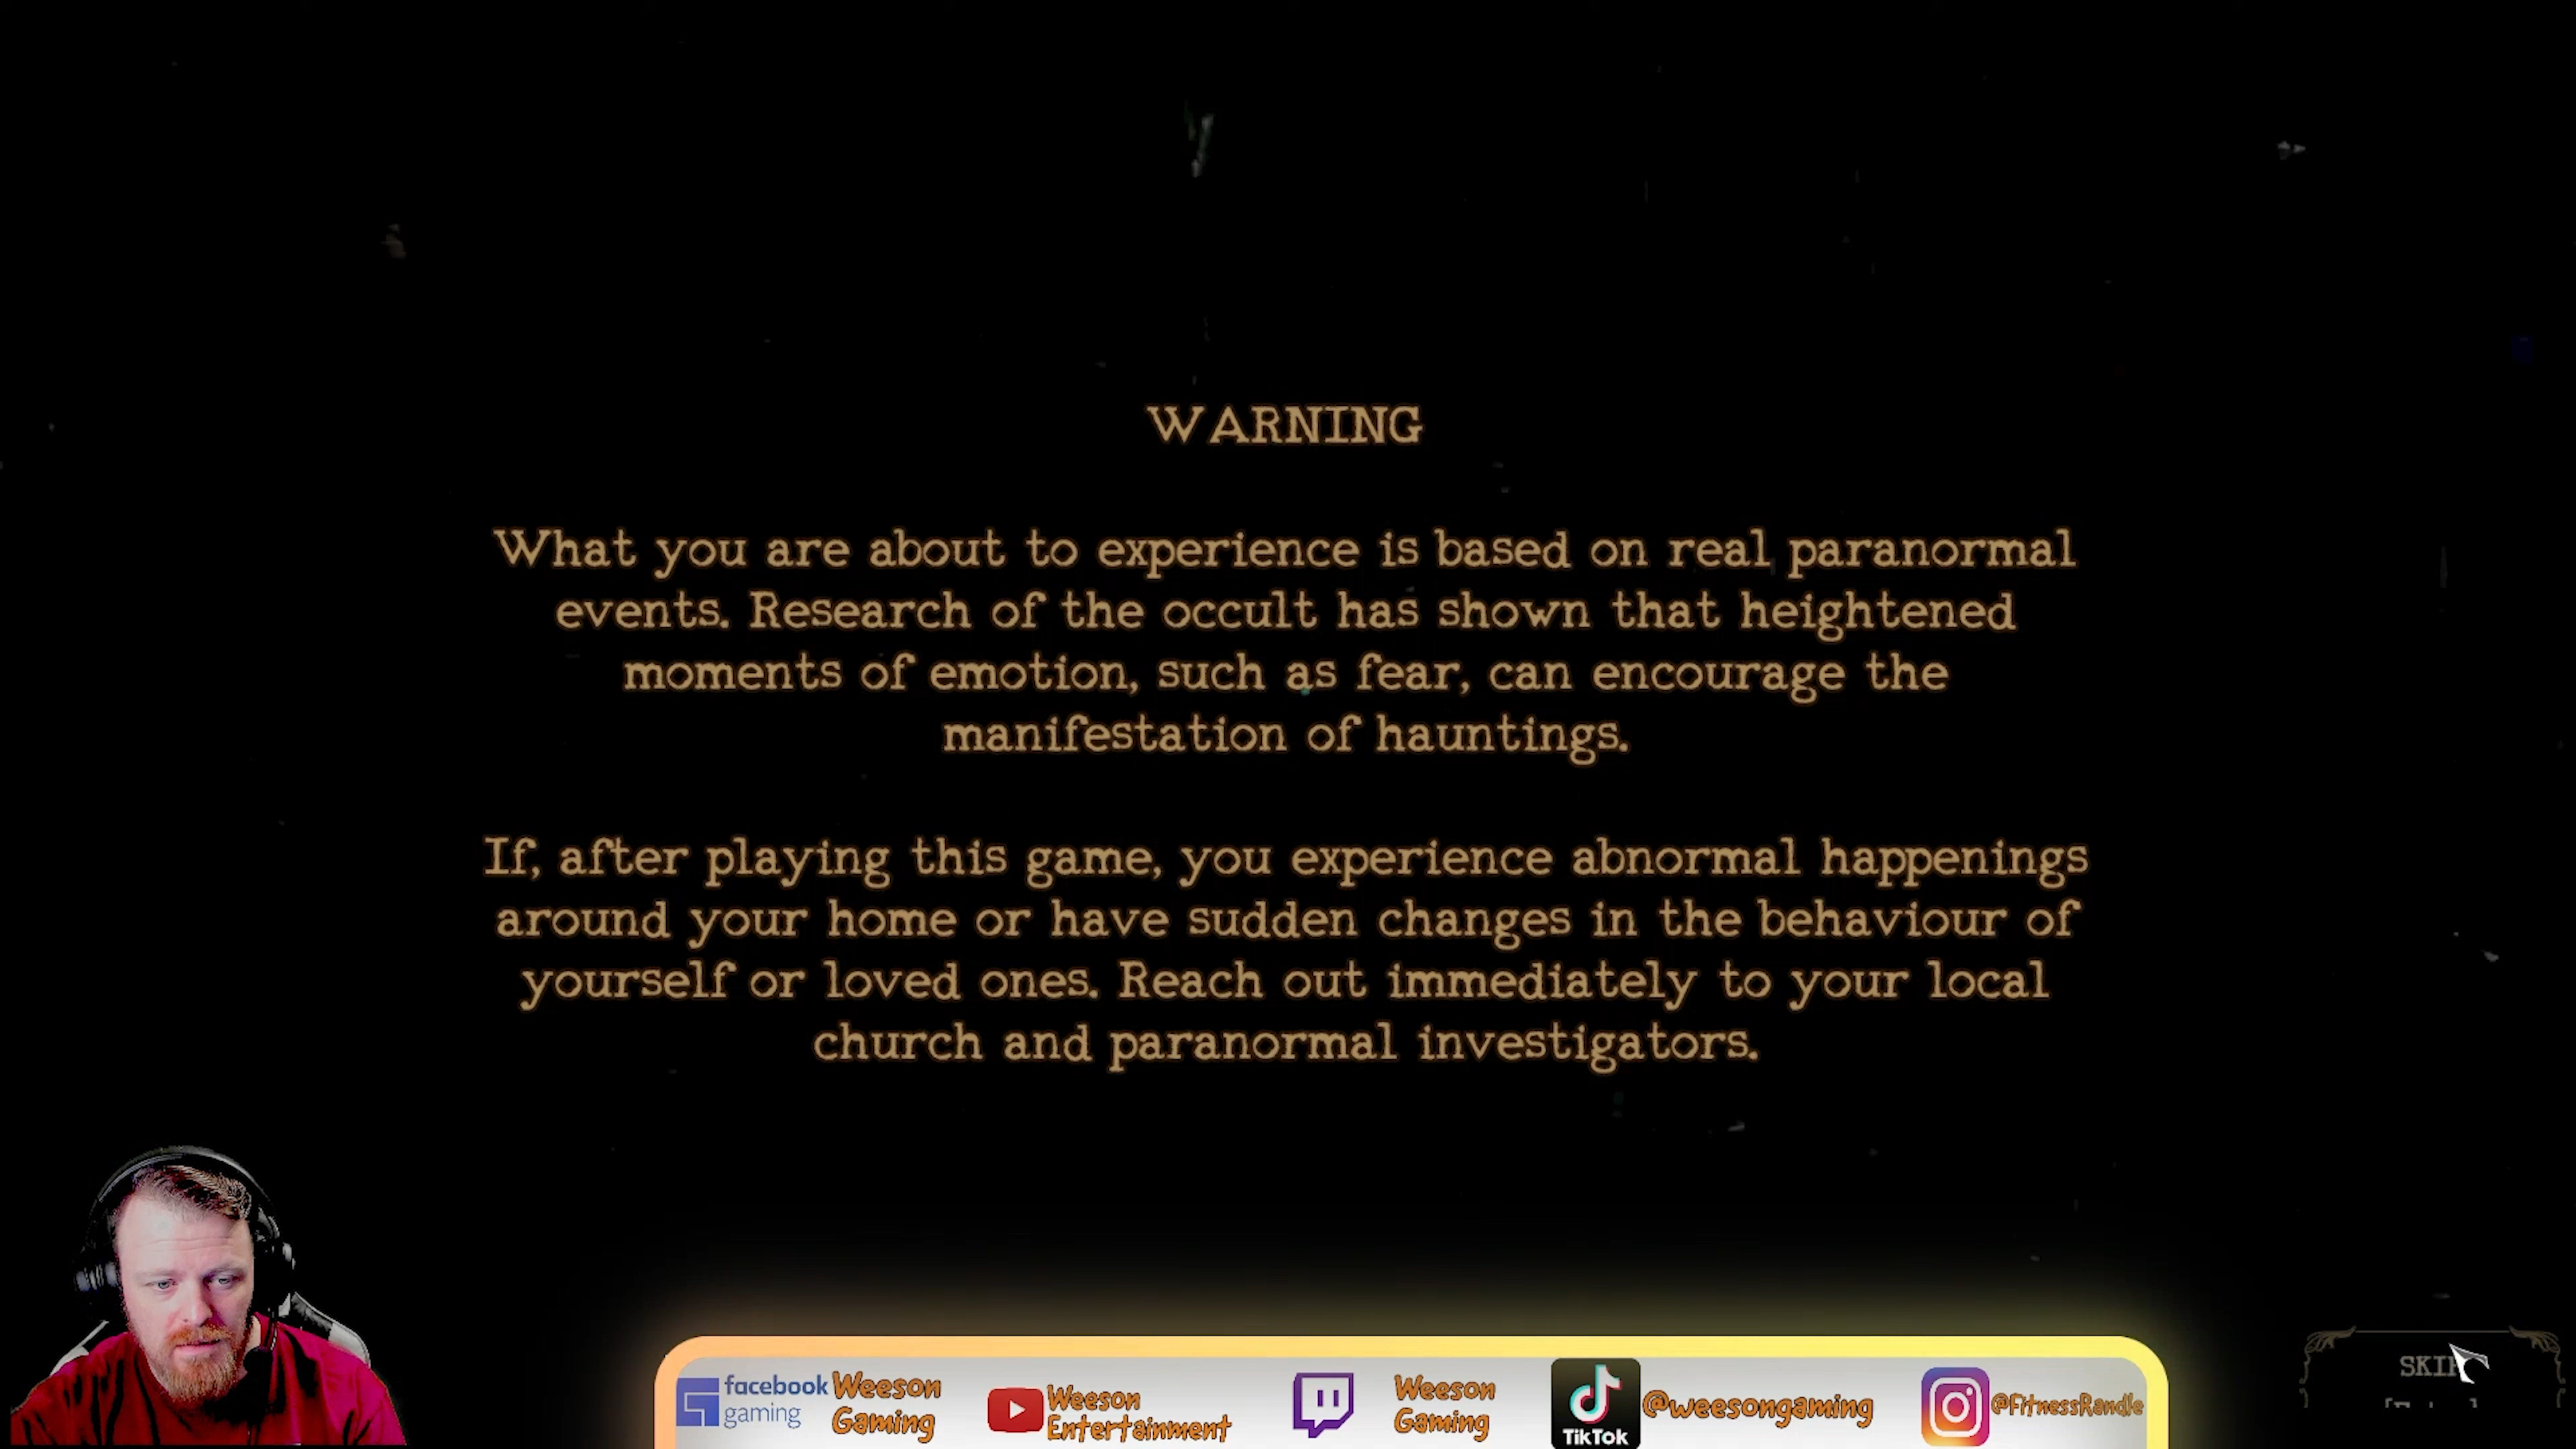 WARNING
What you are about to experience is based on real paranormal
events. Research of the occult has shown that heightened
moments of emotion, such as fear, can encourage the
manifestation of hauntings.
If, after playing this game, you experience abnormal happenings
around your home or have sudden changes in the behaviour of
yourself or loved ones. Reach out immediately to your local
church and paranormal investigators.
facebook gaming
Weeson Gaming
Weeson Entertainment
Weeson Gaming
TikTok
@weesongaming
@FitnessRandle
SKIP